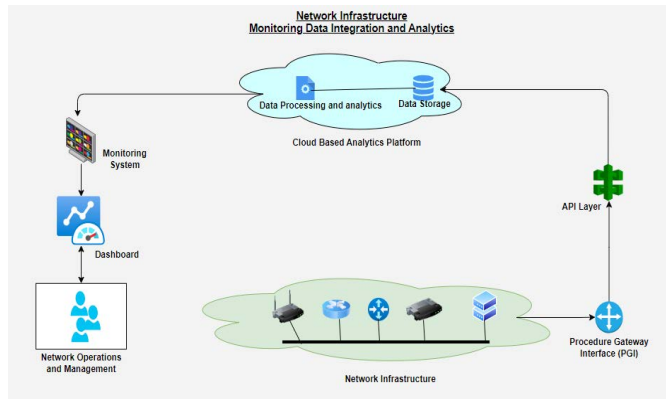 Network Infrastructure
Monitoring Data Integration and Analytics
Data Processing and analytics
Data Storage
Cloud Based Analytics Platform
Monitoring
System
API Layer
Dashboard
Network Operations
and Management
Procedure Gateway
Interface (PGI)
Network Infrastructure